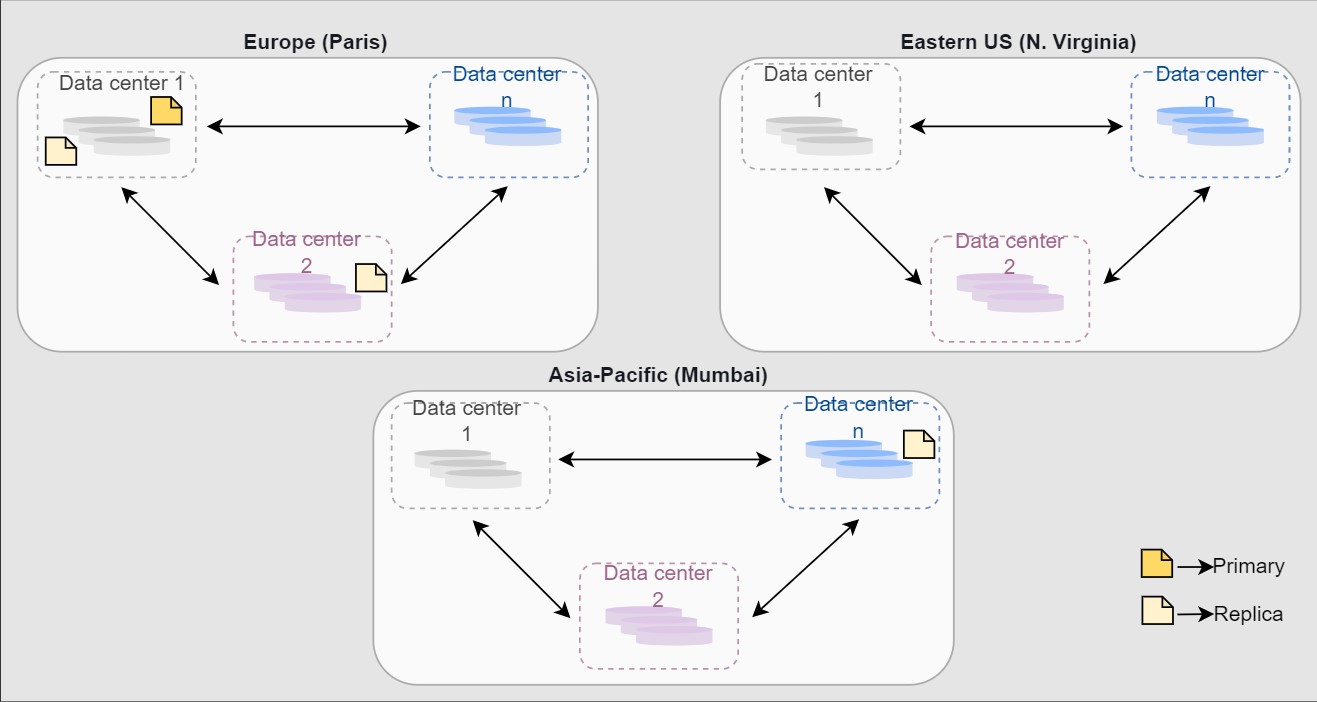 Europe (Paris)
Data center 1
Data center
n
Data center
2
Eastern US (N. Virginia)
Data center
1
Data center
n
Data center
2
Asia-Pacific (Mumbai)
Data center
1
Data center
n
Data center
2
Primary
Replica